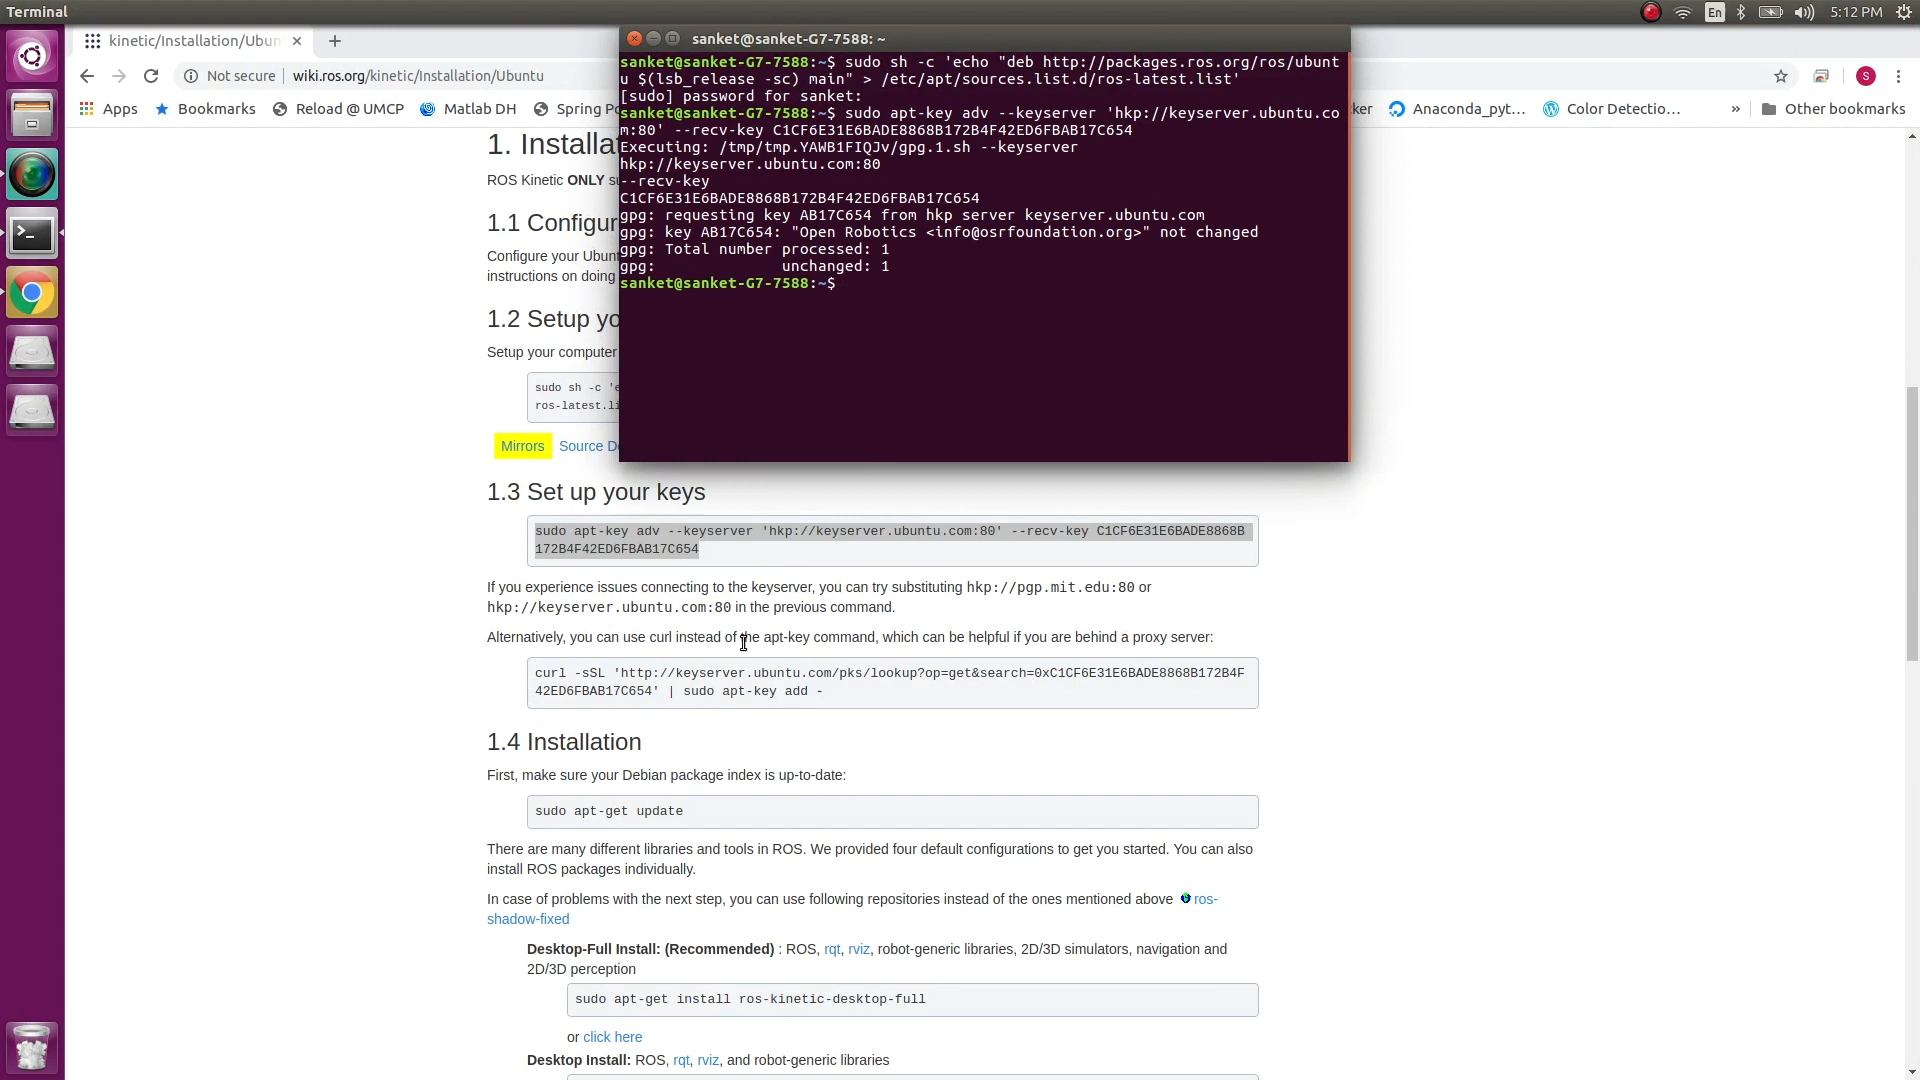 Terminal
En
5:12 PM
kinetic/Installation/Ubun
Not secure
wiki.ros.org/kinetic/Installation/Ubuntu
S
Apps
Bookmarks
Reload @ UMCP
Matlab DH
Spring Po
ker
Anaconda_pyt...
Color Detectio...
»
Other bookmarks
sanket@sanket-G7-7588: ~
sanket@sanket-G7-7588:~$ sudo sh -c 'echo "deb http://packages.ros.org/ros/ubunt
u $(lsb_release -sc) main" > /etc/apt/sources.list.d/ros-latest.list'
[sudo] password for sanket:
sanket@sanket-G7-7588:~$ sudo apt-key adv --keyserver 'hkp://keyserver.ubuntu.co
m:80' --recv-key C1CF6E31E6BADE8868B172B4F42ED6FBAB17C654
Executing: /tmp/tmp.YAWB1FIQJv/gpg.1.sh --keyserver
hkp://keyserver.ubuntu.com:80
--recv-key
C1CF6E31E6BADE8868B172B4F42ED6FBAB17C654
gpg: requesting key AB17C654 from hkp server keyserver.ubuntu.com
gpg: key AB17C654: "Open Robotics <info@osrfoundation.org>" not changed
gpg: Total number processed: 1
gpg:              unchanged: 1
sanket@sanket-G7-7588:~$
1. Installa
ROS Kinetic ONLY su
1.1 Configur
Configure your Ubunt
instructions on doing
1.2 Setup yo
Setup your computer
sudo sh -c 'e
ros-latest.li
Mirrors
Source De
1.3 Set up your keys
sudo apt-key adv --keyserver 'hkp://keyserver.ubuntu.com:80' --recv-key C1CF6E31E6BADE8868B
172B4F42ED6FBAB17C654
If you experience issues connecting to the keyserver, you can try substituting hkp://pgp.mit.edu:80 or
hkp://keyserver.ubuntu.com:80 in the previous command.
Alternatively, you can use curl instead of the apt-key command, which can be helpful if you are behind a proxy server:
curl -sSL 'http://keyserver.ubuntu.com/pks/lookup?op=get&search=0xC1CF6E31E6BADE8868B172B4F
42ED6FBAB17C654' | sudo apt-key add -
1.4 Installation
First, make sure your Debian package index is up-to-date:
sudo apt-get update
There are many different libraries and tools in ROS. We provided four default configurations to get you started. You can also
install ROS packages individually.
In case of problems with the next step, you can use following repositories instead of the ones mentioned above ros-
shadow-fixed
Desktop-Full Install: (Recommended) : ROS, rqt, rviz, robot-generic libraries, 2D/3D simulators, navigation and
2D/3D perception
sudo apt-get install ros-kinetic-desktop-full
or click here
Desktop Install: ROS, rqt, rviz, and robot-generic libraries